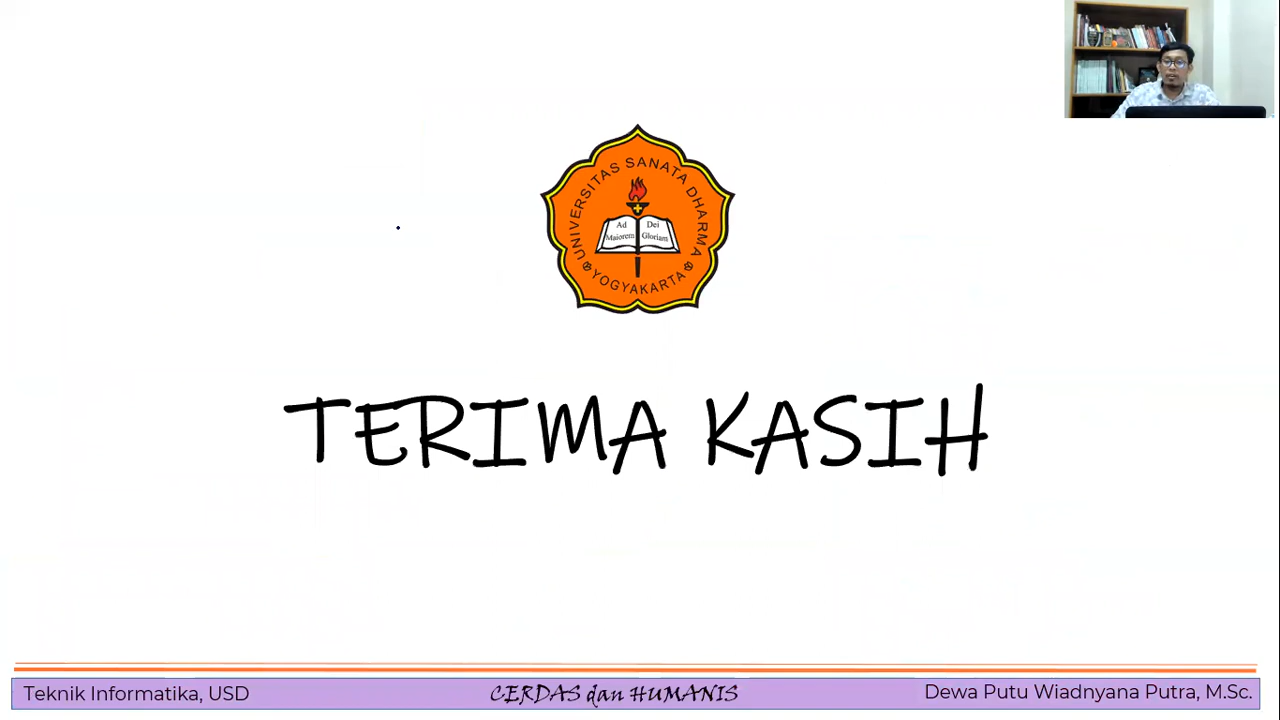 UNIVERSITAS SANATA DHARMA
Ad Maiorem
Dei Gloriam
YOGYAKARTA
TERIMA KASIH
Teknik Informatika, USD
CERDAS dan HUMANIS
Dewa Putu Wiadnyana Putra, M.Sc.